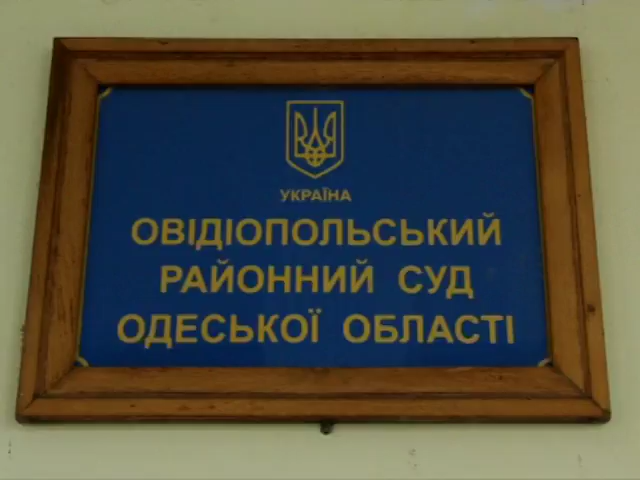 УКРАЇНА
ОВІДІОПОЛЬСЬКИЙ
РАЙОННИЙ СУД
ОДЕСЬКОЇ ОБЛАСТІ